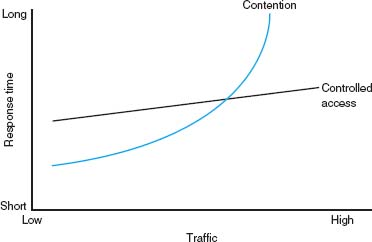 Contention
Long
Controlled
access
Response time
Short
Low
High
Traffic